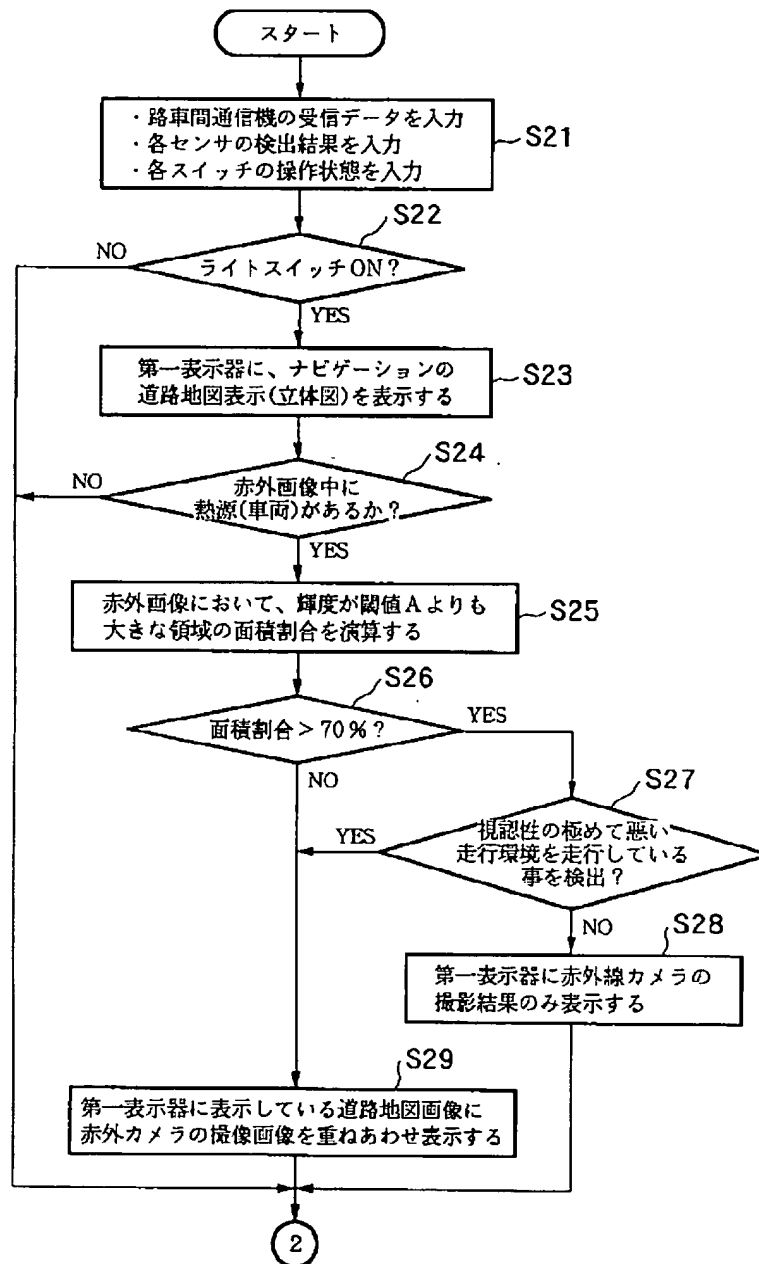 スタート
・路車間通信機の受信データを入力
・各センサの検出結果を入力
・各スイッチの操作状態を入力
S21
S22
NO
ライトスイッチON？
YES
第一表示器に、ナビゲーションの
道路地図表示(立体図)を表示する
S23
S24
NO
赤外画像中に
熱源(車両)があるか？
YES
赤外画像において、輝度が閾値Aよりも
大きな領域の面積割合を演算する
S25
S26
面積割合＞70％？
YES
NO
S27
YES
視認性の極めて悪い
走行環境を走行している
事を検出？
NO
S28
第一表示器に赤外線カメラの
撮影結果のみ表示する
S29
第一表示器に表示している道路地図画像に
赤外カメラの撮像画像を重ねあわせ表示する
2